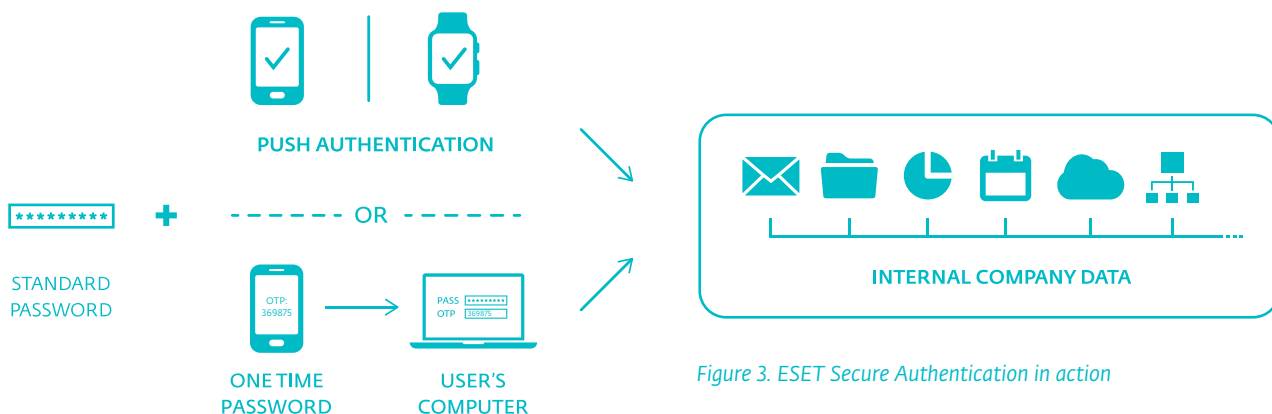 PUSH AUTHENTICATION
*********
OR
STANDARD
PASSWORD
OTP:
369875
PASS *********
OTP 369875
ONE TIME
PASSWORD
USER'S
COMPUTER
INTERNAL COMPANY DATA
Figure 3. ESET Secure Authentication in action